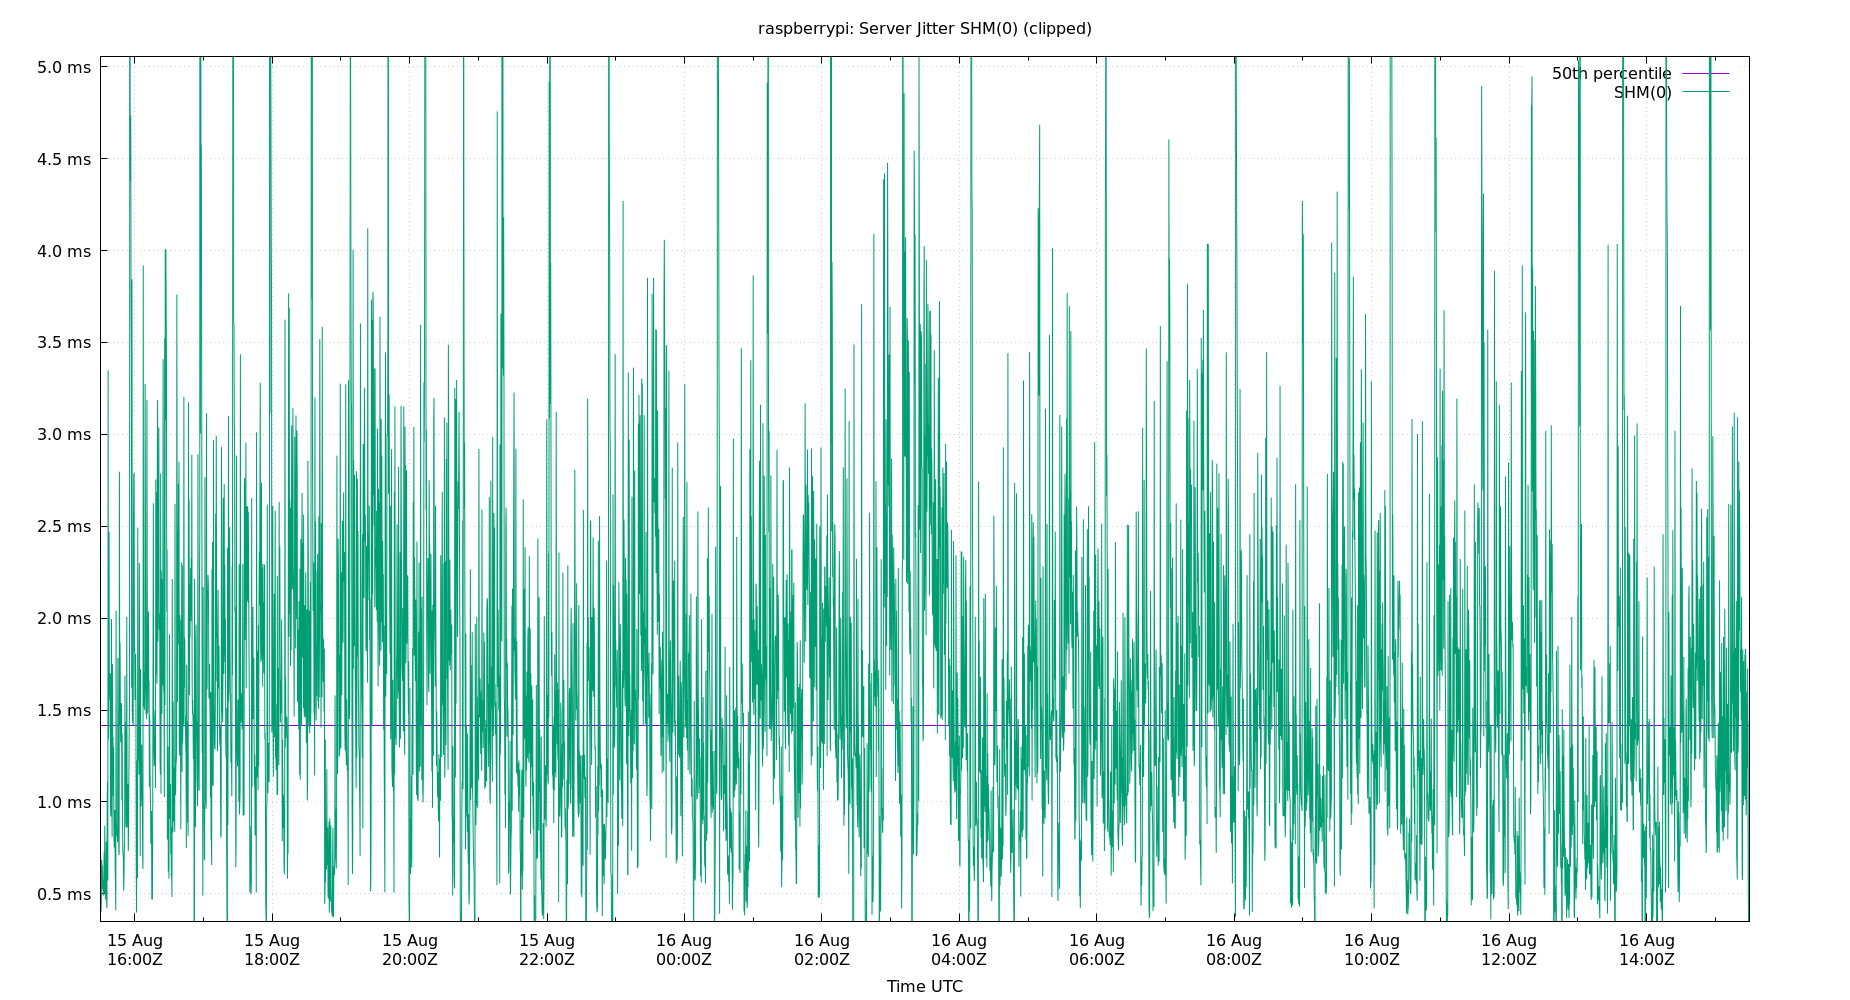 raspberrypi: Server Jitter SHM(0) (clipped)
5.0 ms
50th percentile
SHM(0)
4.5 ms
4.0 ms
3.5 ms
3.0 ms
2.5 ms
2.0 ms
1.5 ms
1.0 ms
0.5 ms
15 Aug 15 Aug 15 Aug 15 Aug 16 Aug 16 Aug 16 Aug 16 Aug 16 Aug 16 Aug 16 Aug 16 Aug
16:00Z 18:00Z 20:00Z 22:00Z 00:00Z 02:00Z 04:00Z 06:00Z 08:00Z 10:00Z 12:00Z 14:00Z
Time UTC